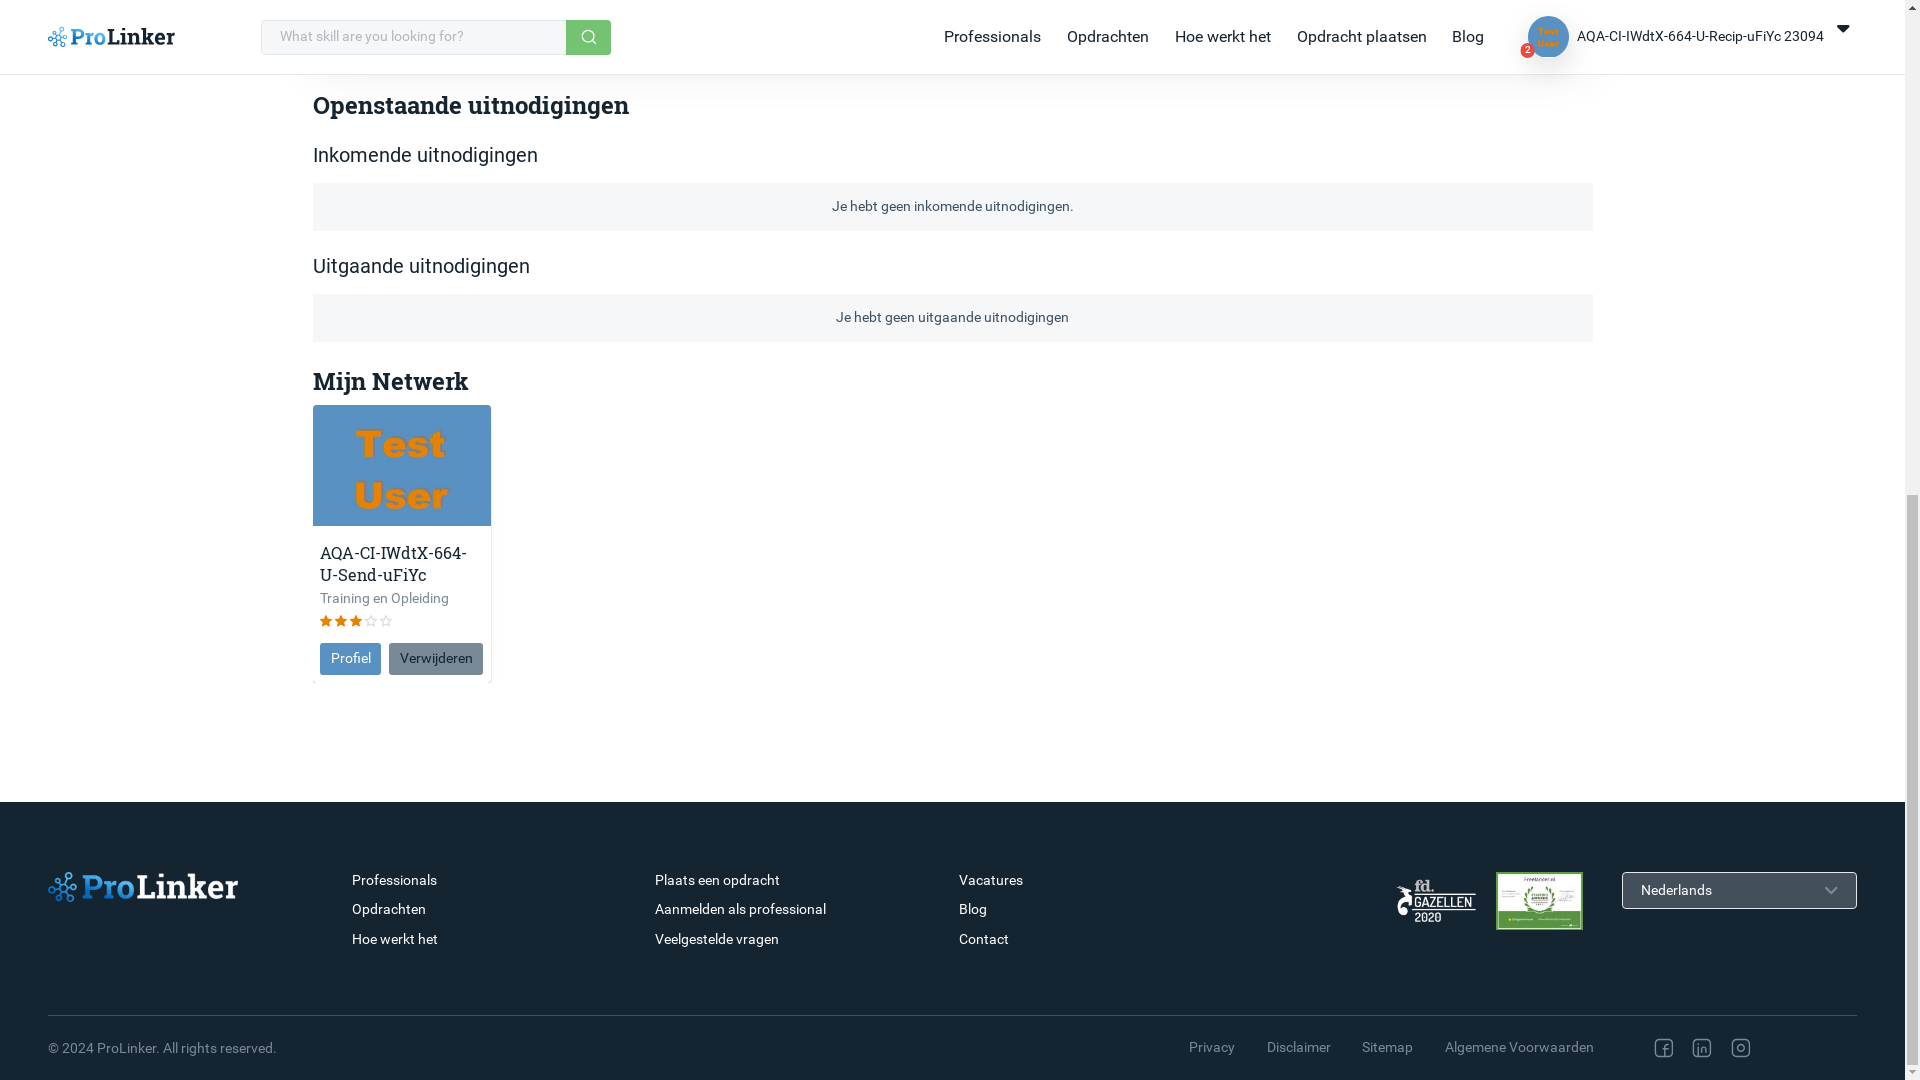 ProLinker
What skill are you looking for?
Professionals
Opdrachten
Hoe werkt het
Opdracht plaatsen
Blog
Test
User
2
AQA-CI-IWdtX-664-U-Recip-uFiYc 23094
Openstaande uitnodigingen
Inkomende uitnodigingen
Je hebt geen inkomende uitnodigingen.
Uitgaande uitnodigingen
Je hebt geen uitgaande uitnodigingen
Mijn Netwerk
Test
User
AQA-CI-IWdtX-664-
U-Send-uFiYc
Training en Opleiding
Profiel
Verwijderen
ProLinker
Professionals
Opdrachten
Hoe werkt het
Plaats een opdracht
Aanmelden als professional
Veelgestelde vragen
Vacatures
Blog
Contact
fd.
GAZELLEN
2020
Freelancer.nl
Nederlands
© 2024 ProLinker. All rights reserved.
Privacy
Disclaimer
Sitemap
Algemene Voorwaarden